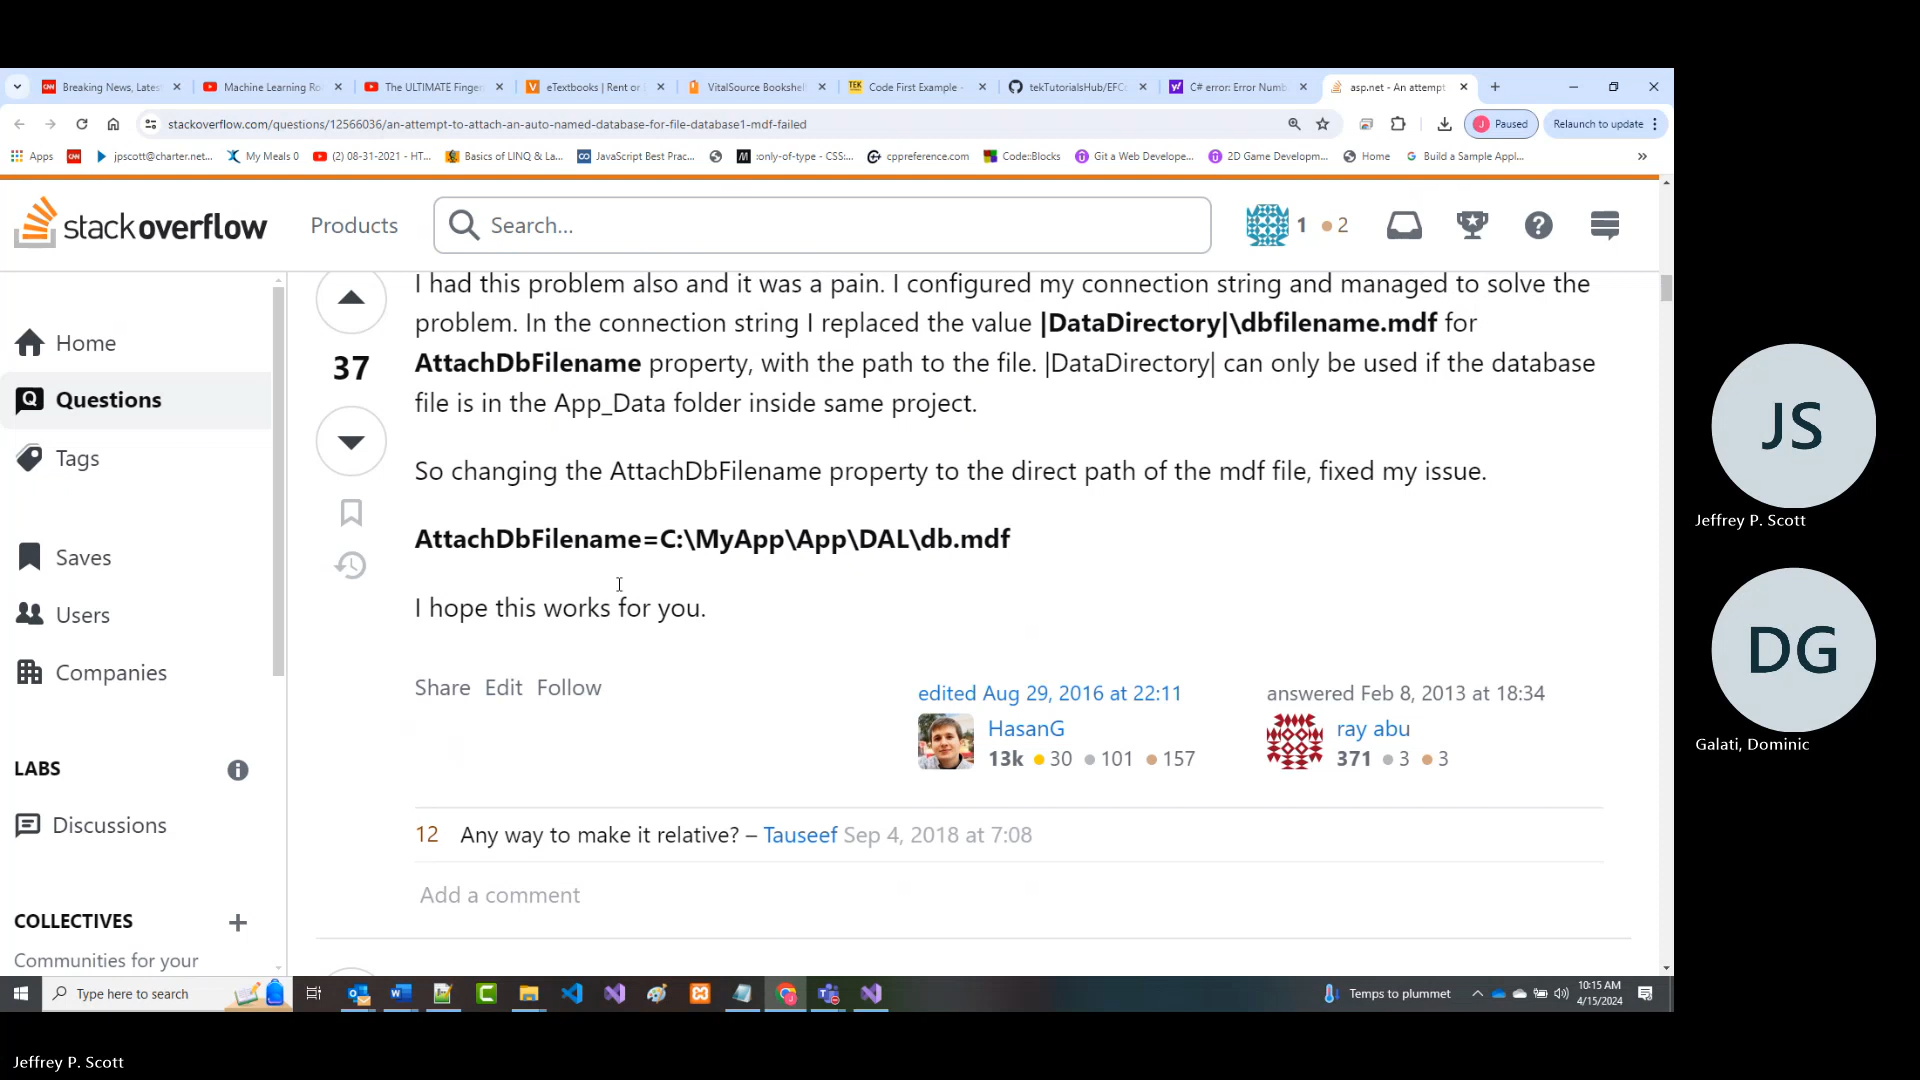 Breaking News, Lates
Machine Learning Ro
The ULTIMATE Finger
eTextbooks | Rent or
VitalSource Bookshel
TEK
Code First Example -
tekTutorialsHub/EFC
C# error: Error Numb
asp.net - An attempt
stackoverflow.com/questions/12566036/an-attempt-to-attach-an-auto-named-database-for-file-database1-mdf-failed
J
Paused
Relaunch to update
Apps
jpscott@charter.net...
My Meals 0
(2) 08-31-2021 - HT...
Basics of LINQ & La...
JavaScript Best Prac...
:only-of-type - CSS:...
cppreference.com
Code::Blocks
Git a Web Develope...
2D Game Developm...
Home
Build a Sample Appl...
stackoverflow
Products
Search...
1
2
I had this problem also and it was a pain. I configured my connection string and managed to solve the
problem. In the connection string I replaced the value |DataDirectory|\dbfilename.mdf for
AttachDbFilename property, with the path to the file. |DataDirectory| can only be used if the database
file is in the App_Data folder inside same project.
37
So changing the AttachDbFilename property to the direct path of the mdf file, fixed my issue.
AttachDbFilename=C:\MyApp\App\DAL\db.mdf
I hope this works for you.
Share Edit Follow
edited Aug 29, 2016 at 22:11
HasanG
13k 30 101 157
answered Feb 8, 2013 at 18:34
ray abu
371 3 3
12 Any way to make it relative? – Tauseef Sep 4, 2018 at 7:08
Add a comment
Home
Questions
Tags
Saves
Users
Companies
LABS
Discussions
COLLECTIVES
Communities for your
Type here to search
Temps to plummet
10:15 AM
4/15/2024
JS
Jeffrey P. Scott
DG
Galati, Dominic
Jeffrey P. Scott